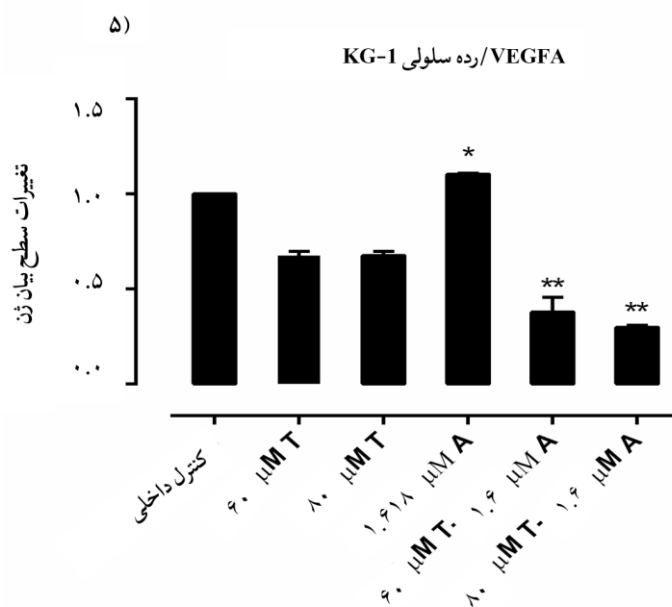 ۵)
KG-1 رده سلولی/VEGFA
تغییرات سطح بیان ژن
۱.۵
۱.۰
۰.۵
۰.۰
*
**
**
کنترل داخلی
۶۰ μM T
۸۰ μM T
۱.۶۱۸ μM A
۶۰ μM T- ۱.۶ μM A
۸۰ μM T- ۱.۶ μM A